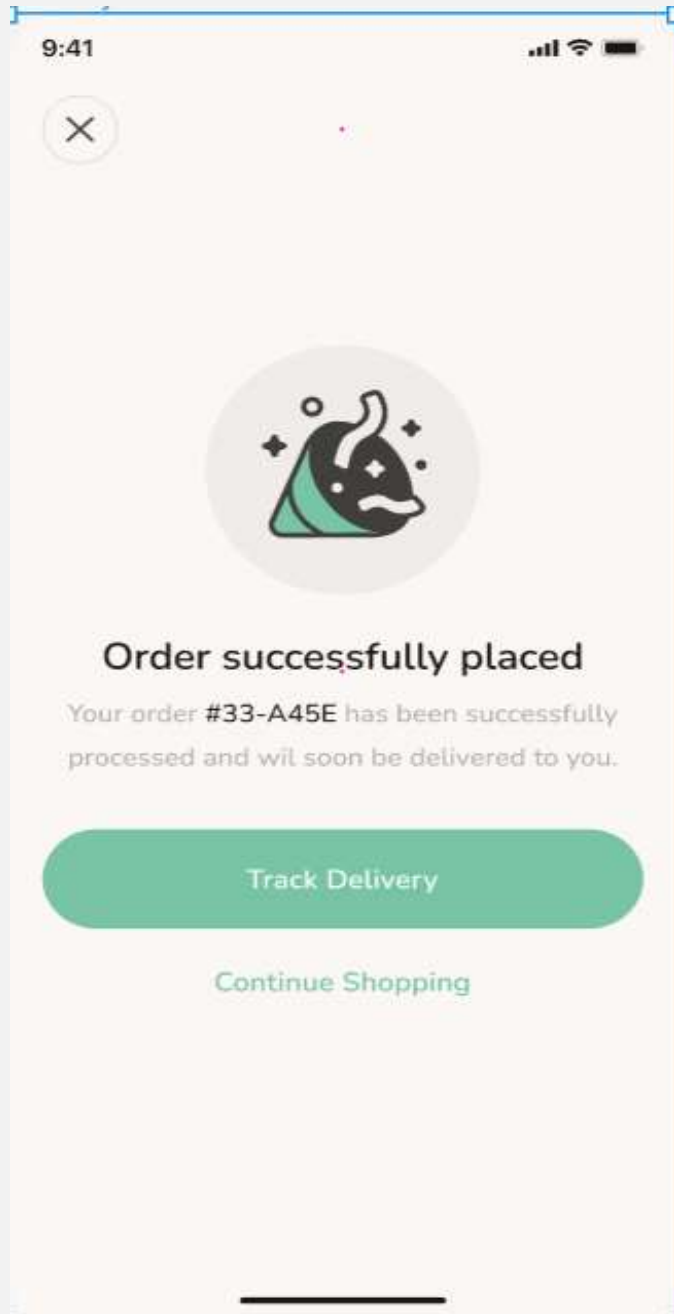 9:41
Order successfully placed
Your order #33-A45E has been successfully
processed and wil soon be delivered to you.
Track Delivery
Continue Shopping